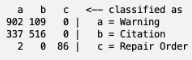 a b c <-- classified as
902 109 0 | a = Warning
337 516 0 | b = Citation
2 0 86 | c = Repair Order